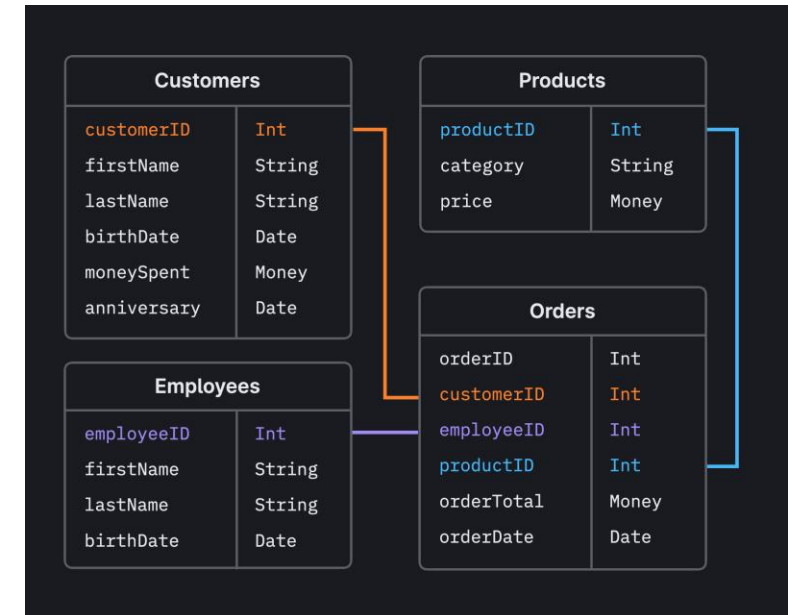 Customers
customerID Int
firstName String
lastName String
birthDate Date
moneySpent Money
anniversary Date
Products
productID Int
category String
price Money
Employees
employeeID Int
firstName String
lastName String
birthDate Date
Orders
orderID Int
customerID Int
employeeID Int
productID Int
orderTotal Money
orderDate Date